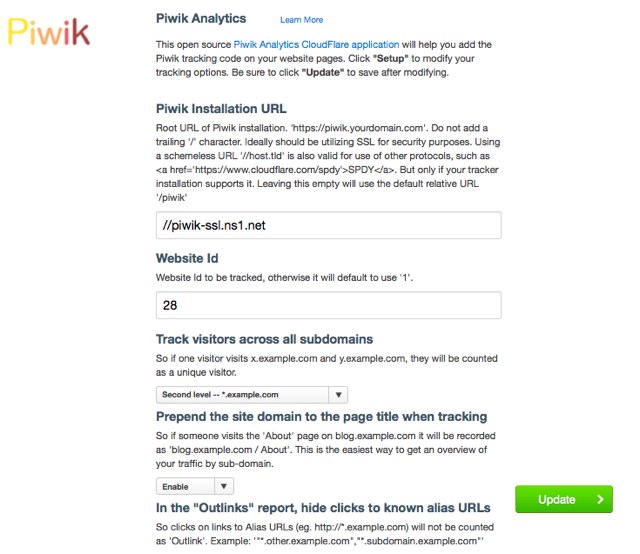 Piwik
Piwik Analytics Learn More
This open source Piwik Analytics CloudFlare application will help you add the
Piwik tracking code on your website pages. Click "Setup" to modify your
tracking options. Be sure to click "Update" to save after modifying.
Piwik Installation URL
Root URL of Piwik installation. 'https://piwik.yourdomain.com'. Do not add a
trailing '/' character. Ideally should be utilizing SSL for security purposes. Using
a schemeless URL '//host.tld' is also valid for use of other protocols, such as
<a href='https://www.cloudflare.com/spdy'>SPDY</a>. But only if your tracker
installation supports it. Leaving this empty will use the default relative URL
'/piwik'
//piwik-ssl.ns1.net
Website Id
Website Id to be tracked, otherwise it will default to use '1'.
28
Track visitors across all subdomains
So if one visitor visits x.example.com and y.example.com, they will be counted
as a unique visitor.
Second level -- *.example.com
Prepend the site domain to the page title when tracking
So if someone visits the 'About' page on blog.example.com it will be recorded
as 'blog.example.com / About'. This is the easiest way to get an overview of
your traffic by sub-domain.
Enable
Update
In the "Outlinks" report, hide clicks to known alias URLs
So clicks on links to Alias URLs (eg. http://*.example.com) will not be counted
as 'Outlink'. Example: '"*.other.example.com","*.subdomain.example.com"'